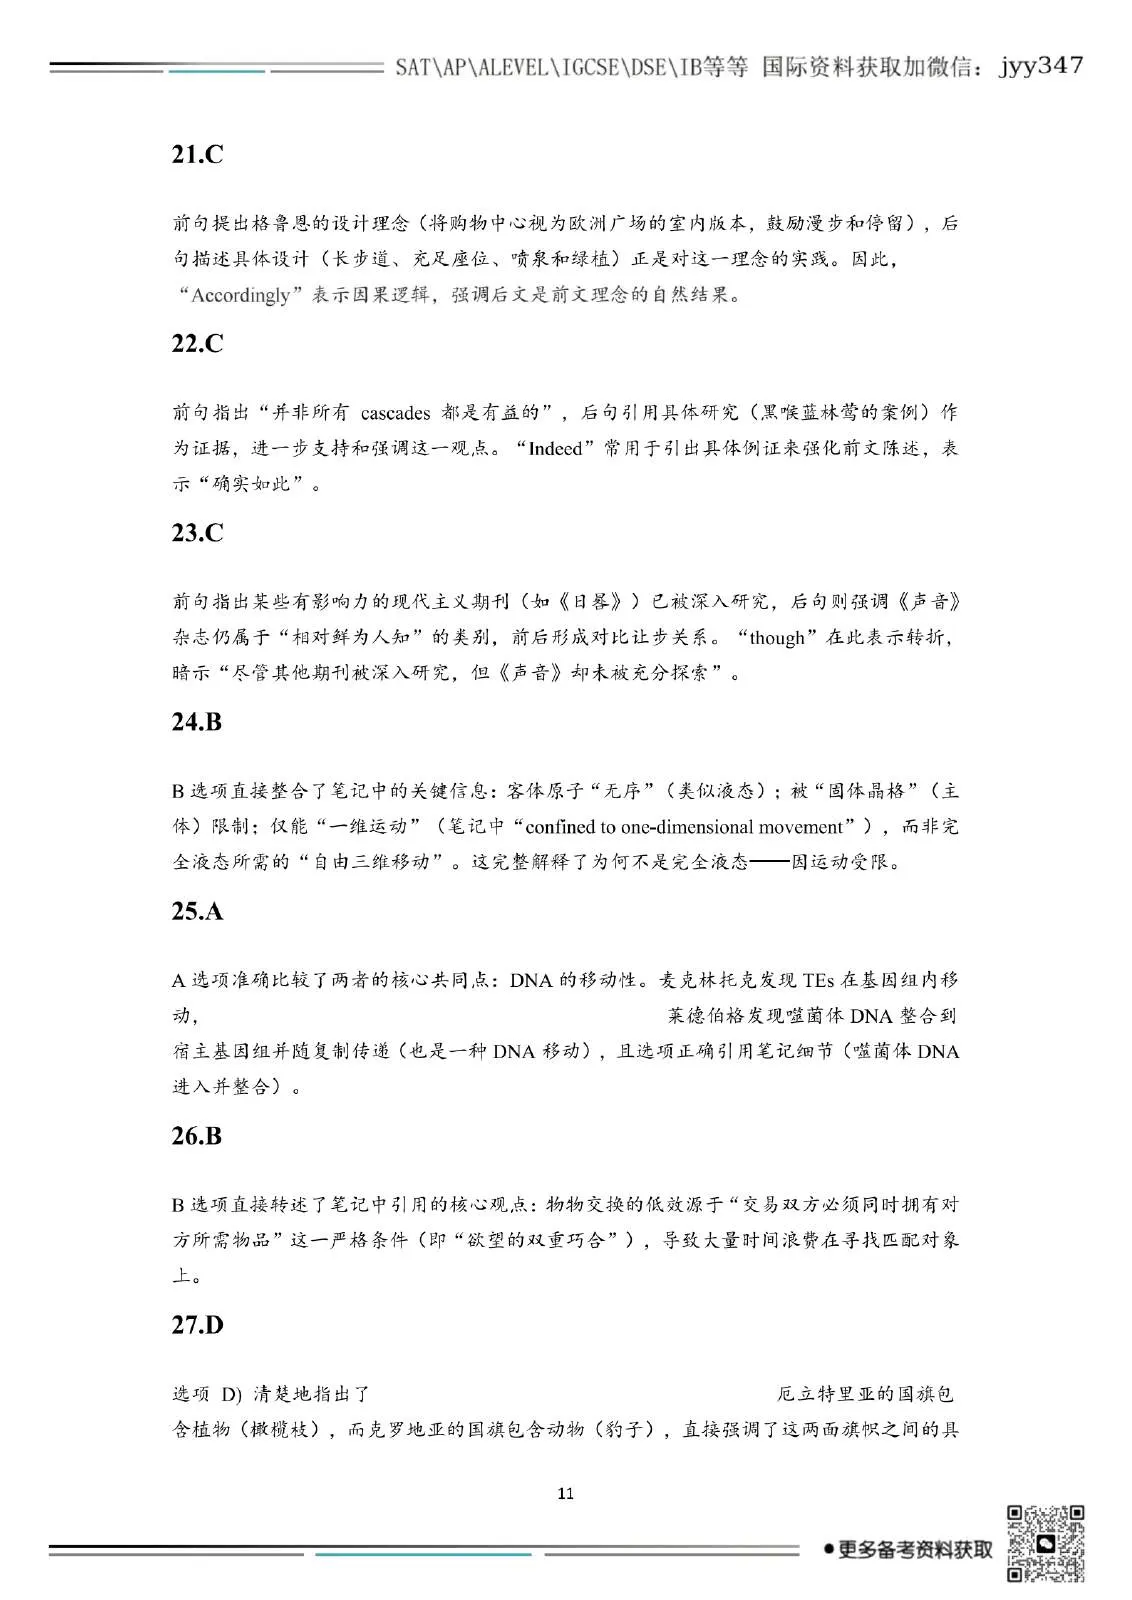 SAT\AP\ALEVEL\IGCSE\DSE\IB等等 国际资料获取加微信：jyy347
21.C
前句提出格鲁恩的设计理念（将购物中心视为欧洲广场的室内版本，鼓励漫步和停留），后
句描述具体设计（长步道、充足座位、喷泉和绿植）正是对这一理念的实践。因此，
“Accordingly”表示因果逻辑，强调后文是前文理念的自然结果。
22.C
前句指出“并非所有 cascades 都是有益的”，后句引用具体研究（黑喉蓝林莺的案例）作
为证据，进一步支持和强调这一观点。“Indeed”常用于引出具体例证来强化前文陈述，表
示“确实如此”。
23.C
前句指出某些有影响力的现代主义期刊（如《日晷》）已被深入研究，后句则强调《声音》
杂志仍属于“相对鲜为人知”的类别，前后形成对比让步关系。“though”在此表示转折，
暗示“尽管其他期刊被深入研究，但《声音》却未被充分探索”。
24.B
B 选项直接整合了笔记中的关键信息：客体原子“无序”（类似液态）；被“固体晶格”（主
体）限制；仅能“一维运动”（笔记中“confined to one-dimensional movement”），而非完
全液态所需的“自由三维移动”。这完整解释了为何不是完全液态——因运动受限。
25.A
A 选项准确比较了两者的核心共同点：DNA 的移动性。麦克林托克发现 TEs 在基因组内移
动， 莱德伯格发现噬菌体 DNA 整合到
宿主基因组并随复制传递（也是一种 DNA 移动），且选项正确引用笔记细节（噬菌体 DNA
进入并整合）。
26.B
B 选项直接转述了笔记中引用的核心观点：物物交换的低效源于“交易双方必须同时拥有对
方所需物品”这一严格条件（即“欲望的双重巧合”），导致大量时间浪费在寻找匹配对象
上。
27.D
选项 D) 清楚地指出了 厄立特里亚的国旗包
含植物（橄榄枝），而克罗地亚的国旗包含动物（豹子），直接强调了这两面旗帜之间的具
11
●更多备考资料获取